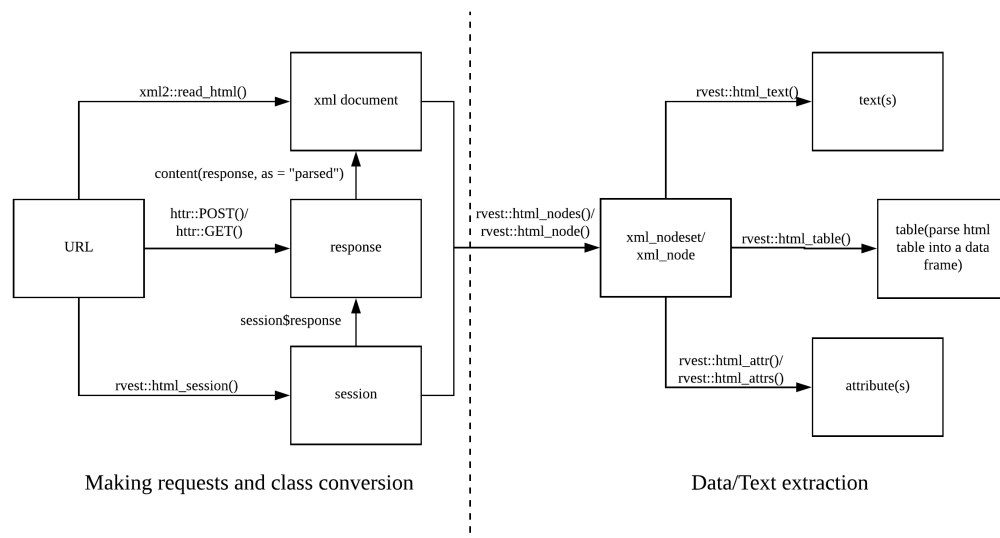 xml2::read_html()
xml document
rvest::html_text()
text(s)
content(response, as = "parsed")
httr::POST()/
httr::GET()
URL
response
rvest::html_nodes()/
rvest::html_node()
xml_nodeset/
xml_node
rvest::html_table()
table(parse html
table into a data
frame)
session$response
rvest::html_session()
session
rvest::html_attr()/
rvest::html_attrs()
attribute(s)
Making requests and class conversion
Data/Text extraction